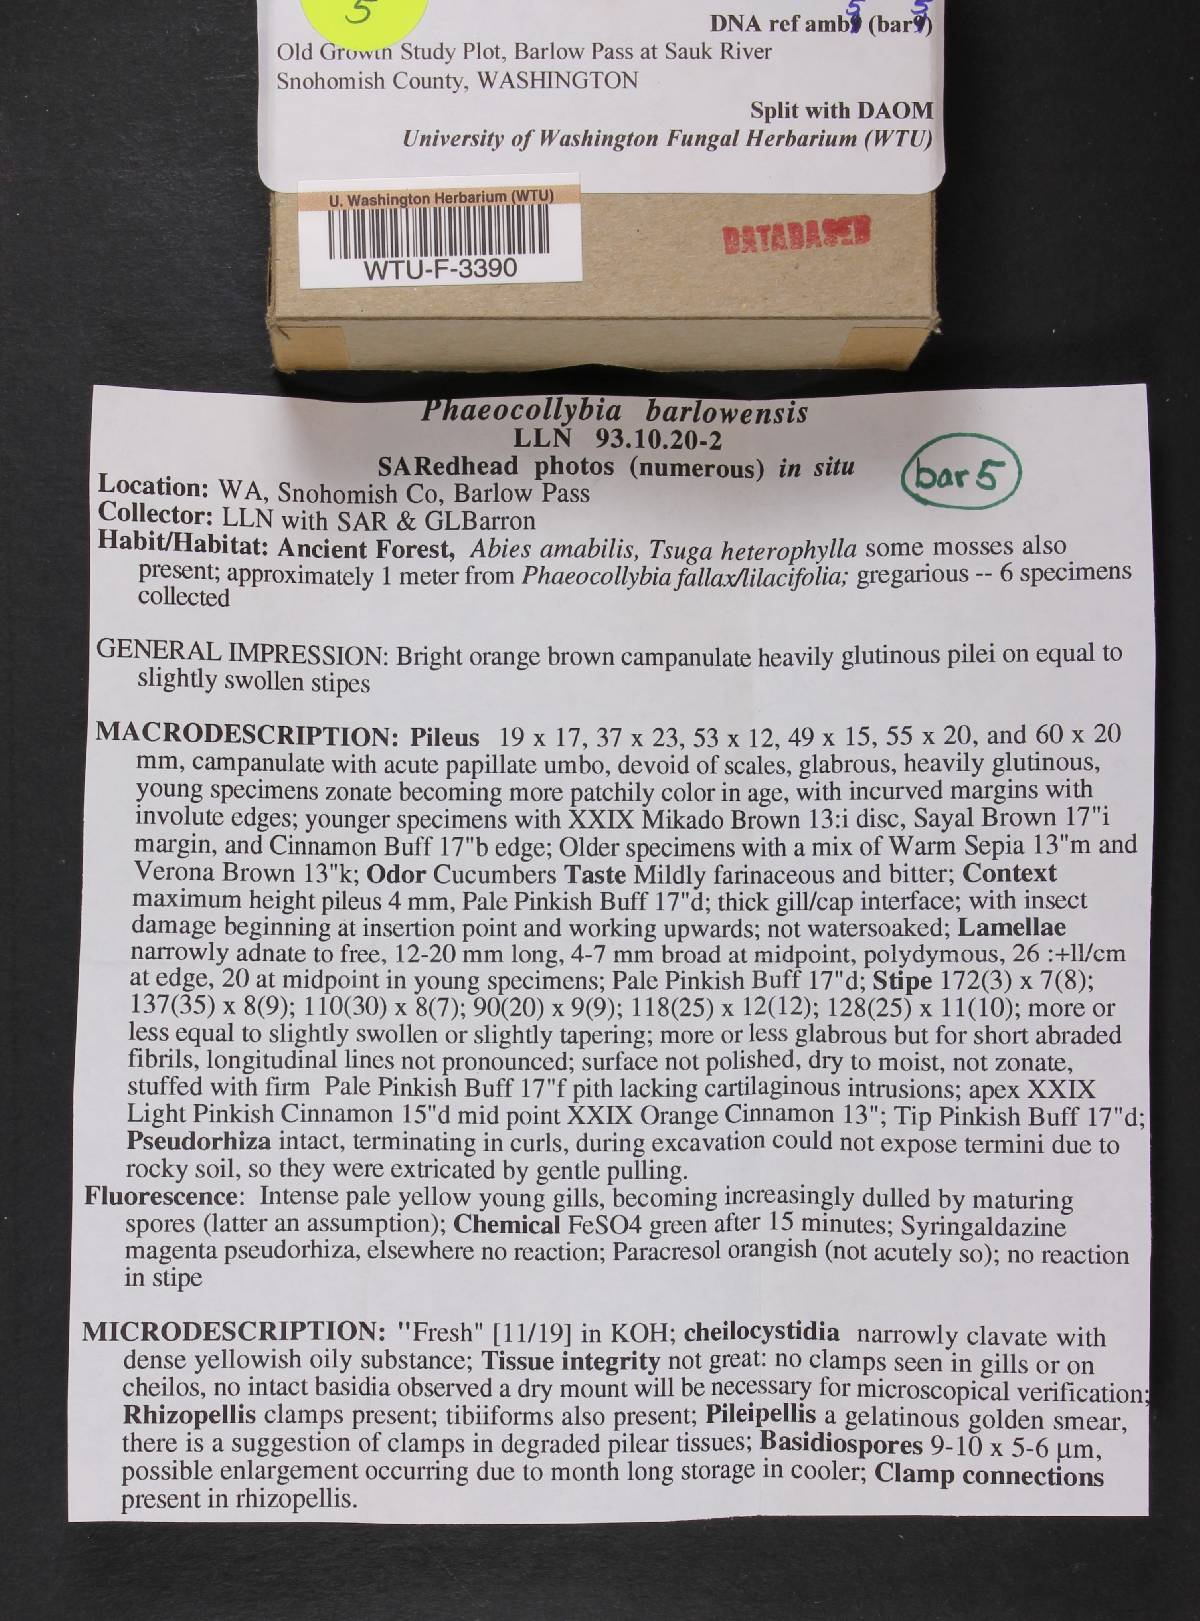 5
DNA ref amb5 (bar5)
Old Growth Study Plot, Barlow Pass at Sauk River
Snohomish County, WASHINGTON
Split with DAOM
University of Washington Fungal Herbarium (WTU)
U. Washington Herbarium (WTU)
WTU-F-3390
DATABASED
Phaeocollybia barlowensis
LLN 93.10.20-2
SARedhead photos (numerous) in situ
bar 5
Location: WA, Snohomish Co, Barlow Pass
Collector: LLN with SAR & GLBarron
Habit/Habitat: Ancient Forest, Abies amabilis, Tsuga heterophylla some mosses also
present; approximately 1 meter from Phaeocollybia fallax/lilacifolia; gregarious -- 6 specimens
collected
GENERAL IMPRESSION: Bright orange brown campanulate heavily glutinous pilei on equal to
slightly swollen stipes
MACRODESCRIPTION: Pileus 19 x 17, 37 x 23, 53 x 12, 49 x 15, 55 x 20, and 60 x 20
mm, campanulate with acute papillate umbo, devoid of scales, glabrous, heavily glutinous,
young specimens zonate becoming more patchily color in age, with incurved margins with
involute edges; younger specimens with XXIX Mikado Brown 13:i disc, Sayal Brown 17"i
margin, and Cinnamon Buff 17"b edge; Older specimens with a mix of Warm Sepia 13"m and
Verona Brown 13"k; Odor Cucumbers Taste Mildly farinaceous and bitter; Context
maximum height pileus 4 mm, Pale Pinkish Buff 17"d; thick gill/cap interface; with insect
damage beginning at insertion point and working upwards; not watersoaked; Lamellae
narrowly adnate to free, 12-20 mm long, 4-7 mm broad at midpoint, polydymous, 26 :+ll/cm
at edge, 20 at midpoint in young specimens; Pale Pinkish Buff 17"d; Stipe 172(3) x 7(8);
137(35) x 8(9); 110(30) x 8(7); 90(20) x 9(9); 118(25) x 12(12); 128(25) x 11(10); more or
less equal to slightly swollen or slightly tapering; more or less glabrous but for short abraded
fibrils, longitudinal lines not pronounced; surface not polished, dry to moist, not zonate,
stuffed with firm Pale Pinkish Buff 17"f pith lacking cartilaginous intrusions; apex XXIX
Light Pinkish Cinnamon 15"d mid point XXIX Orange Cinnamon 13"; Tip Pinkish Buff 17"d;
Pseudorhiza intact, terminating in curls, during excavation could not expose termini due to
rocky soil, so they were extricated by gentle pulling.
Fluorescence: Intense pale yellow young gills, becoming increasingly dulled by maturing
spores (latter an assumption); Chemical FeSO4 green after 15 minutes; Syringaldazine
magenta pseudorhiza, elsewhere no reaction; Paracresol orangish (not acutely so); no reaction
in stipe
MICRODESCRIPTION: "Fresh" [11/19] in KOH; cheilocystidia narrowly clavate with
dense yellowish oily substance; Tissue integrity not great: no clamps seen in gills or on
cheilos, no intact basidia observed a dry mount will be necessary for microscopical verification;
Rhizopellis clamps present; tibiiforms also present; Pileipellis a gelatinous golden smear,
there is a suggestion of clamps in degraded pilear tissues; Basidiospores 9-10 x 5-6 µm,
possible enlargement occurring due to month long storage in cooler; Clamp connections
present in rhizopellis.